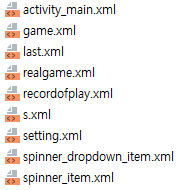 activity_main.xml
game.xml
last.xml
realgame.xml
recordofplay.xml
s.xml
setting.xml
spinner_dropdown_item.xml
spinner_item.xml